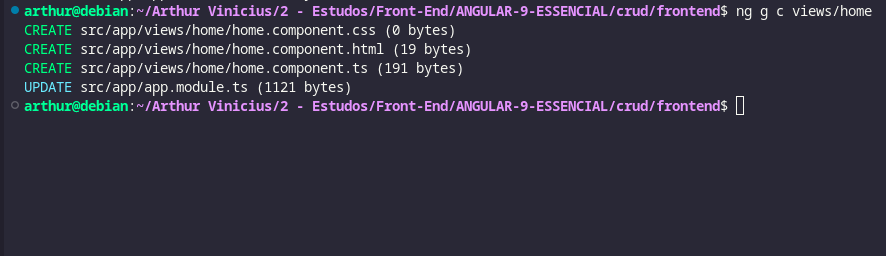 arthur@debian:~/Arthur Vinicius/2 - Estudos/Front-End/ANGULAR-9-ESSENCIAL/crud/frontend$ ng g c views/home
CREATE src/app/views/home/home.component.css (0 bytes)
CREATE src/app/views/home/home.component.html (19 bytes)
CREATE src/app/views/home/home.component.ts (191 bytes)
UPDATE src/app/app.module.ts (1121 bytes)
arthur@debian:~/Arthur Vinicius/2 - Estudos/Front-End/ANGULAR-9-ESSENCIAL/crud/frontend$